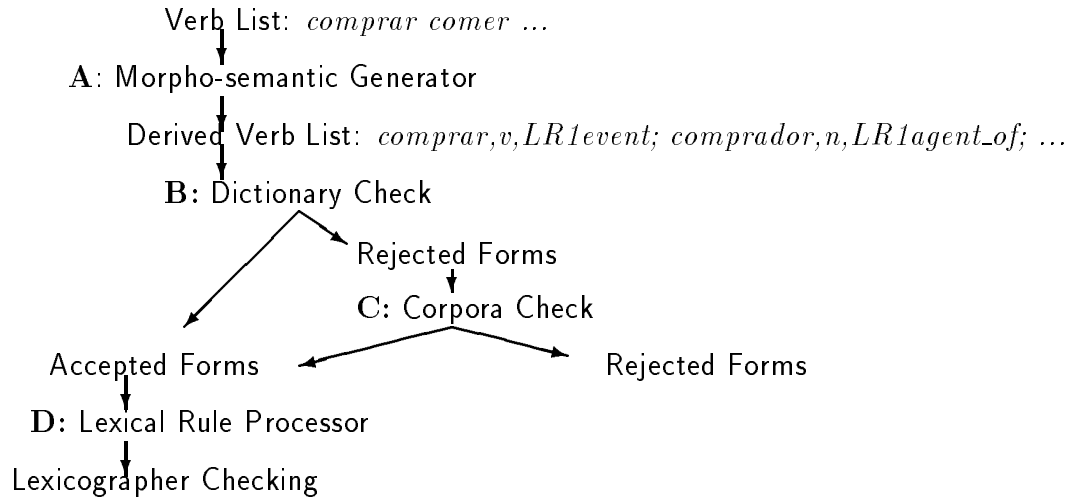 Verb List: comprar comer ...
A: Morpho-semantic Generator
Derived Verb List: comprar,v,LR1event; comprador,n,LR1agent_of; ...
B: Dictionary Check
Rejected Forms
C: Corpora Check
Accepted Forms
Rejected Forms
D: Lexical Rule Processor
Lexicographer Checking